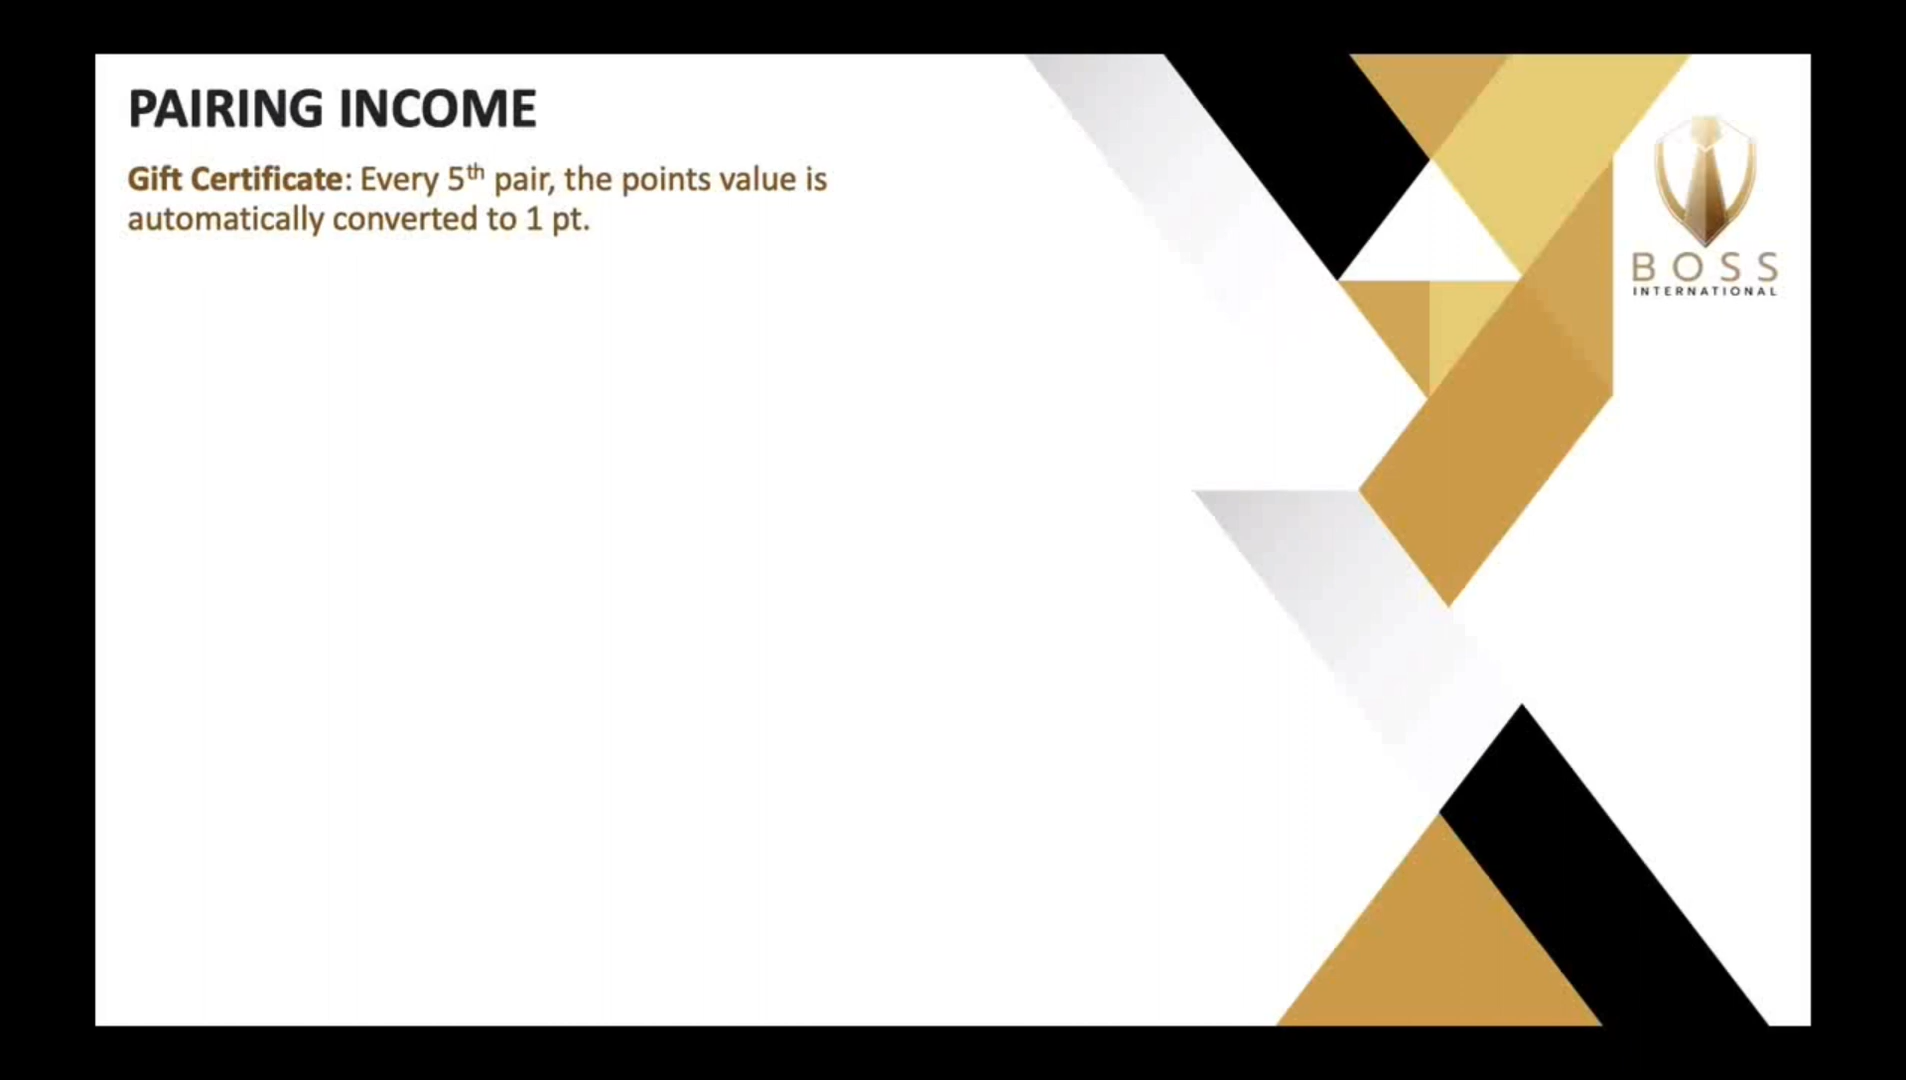 PAIRING INCOME
Gift Certificate: Every 5th pair, the points value is
automatically converted to 1 pt.
BOSS
INTERNATIONAL